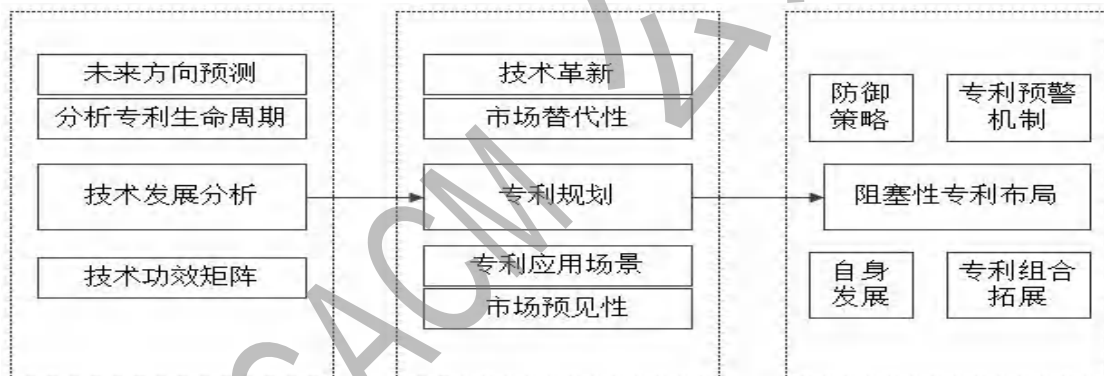 未来方向预测
分析专利生命周期
技术发展分析
技术功效矩阵
技术革新
市场替代性
专利规划
专利应用场景
市场预见性
防御
策略
专利预警
机制
阻塞性专利布局
自身
发展
专利组合
拓展
CACM